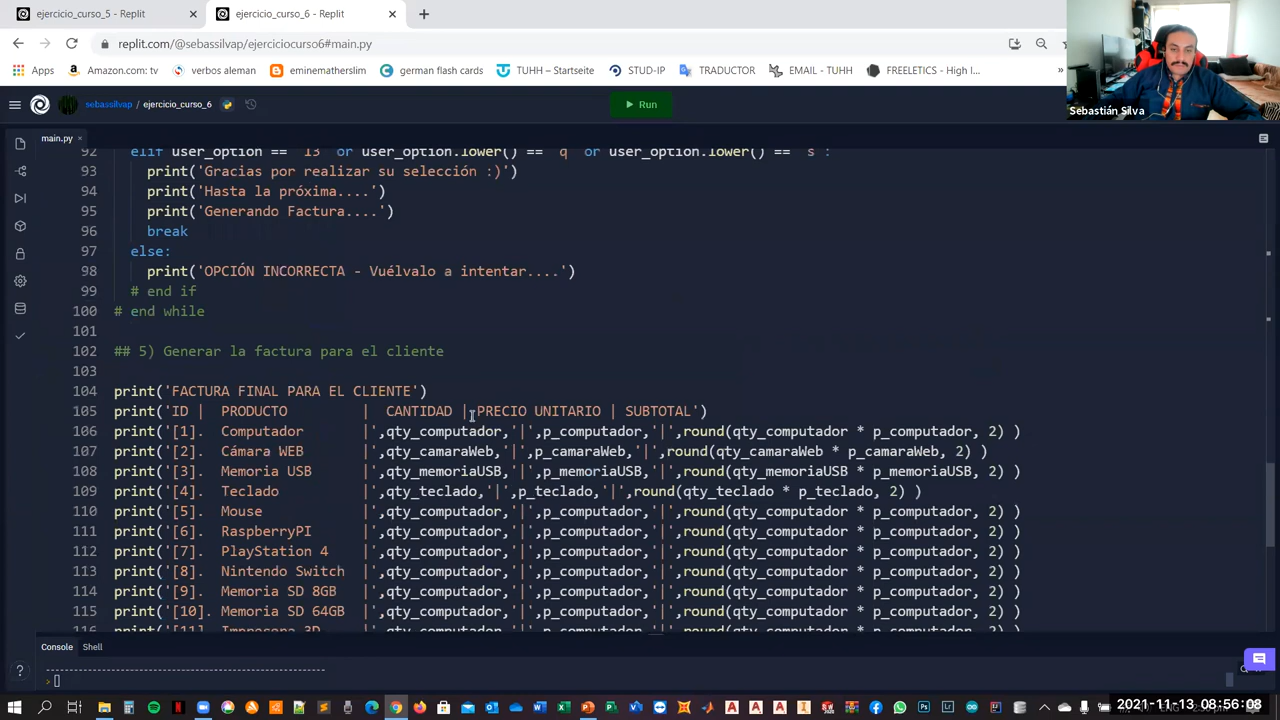 ejercicio_curso_5 - Replit
ejercicio_curso_6 - Replit
replit.com/@sebassilvap/ejerciciocurso6#main.py
Apps
Amazon.com: tv
verbos aleman
eminematherslim
german flash card
TUHH – Startseite
STUD-IP
TRADUCTOR
EMAIL - TUHH
FREELETICS - High I...
»
Sebastián Silva
sebassilvap / ejercicio_curso_6
Run
main.py
92 elif user_option == '13' or user_option.lower() == 'q' or user_option.lower() == 's':
93 print('Gracias por realizar su selección :)')
94 print('Hasta la próxima....')
95 print('Generando Factura....')
96 break
97 else:
98 print('OPCIÓN INCORRECTA - Vuélvalo a intentar....')
99 # end if
100 # end while
101
102 ## 5) Generar la factura para el cliente
103
104 print('FACTURA FINAL PARA EL CLIENTE')
105 print('ID | PRODUCTO | CANTIDAD | PRECIO UNITARIO | SUBTOTAL')
106 print('[1]. Computador |',qty_computador,'|',p_computador,'|',round(qty_computador * p_computador, 2) )
107 print('[2]. Cámara WEB |',qty_camaraWeb,'|',p_camaraWeb,'|',round(qty_camaraWeb * p_camaraWeb, 2) )
108 print('[3]. Memoria USB |',qty_memoriaUSB,'|',p_memoriaUSB,'|',round(qty_memoriaUSB * p_memoriaUSB, 2) )
109 print('[4]. Teclado |',qty_teclado,'|',p_teclado,'|',round(qty_teclado * p_teclado, 2) )
110 print('[5]. Mouse |',qty_computador,'|',p_computador,'|',round(qty_computador * p_computador, 2) )
111 print('[6]. RaspberryPI |',qty_computador,'|',p_computador,'|',round(qty_computador * p_computador, 2) )
112 print('[7]. PlayStation 4 |',qty_computador,'|',p_computador,'|',round(qty_computador * p_computador, 2) )
113 print('[8]. Nintendo Switch |',qty_computador,'|',p_computador,'|',round(qty_computador * p_computador, 2) )
114 print('[9]. Memoria SD 8GB |',qty_computador,'|',p_computador,'|',round(qty_computador * p_computador, 2) )
115 print('[10]. Memoria SD 64GB |',qty_computador,'|',p_computador,'|',round(qty_computador * p_computador, 2) )
116 print('[11]. Impresora 3D |',qty_computador,'|',p_computador,'|',round(qty_computador * p_computador, 2) )
Console
Shell
----------------------------------------------------------------
2021-11-13 08:56:08